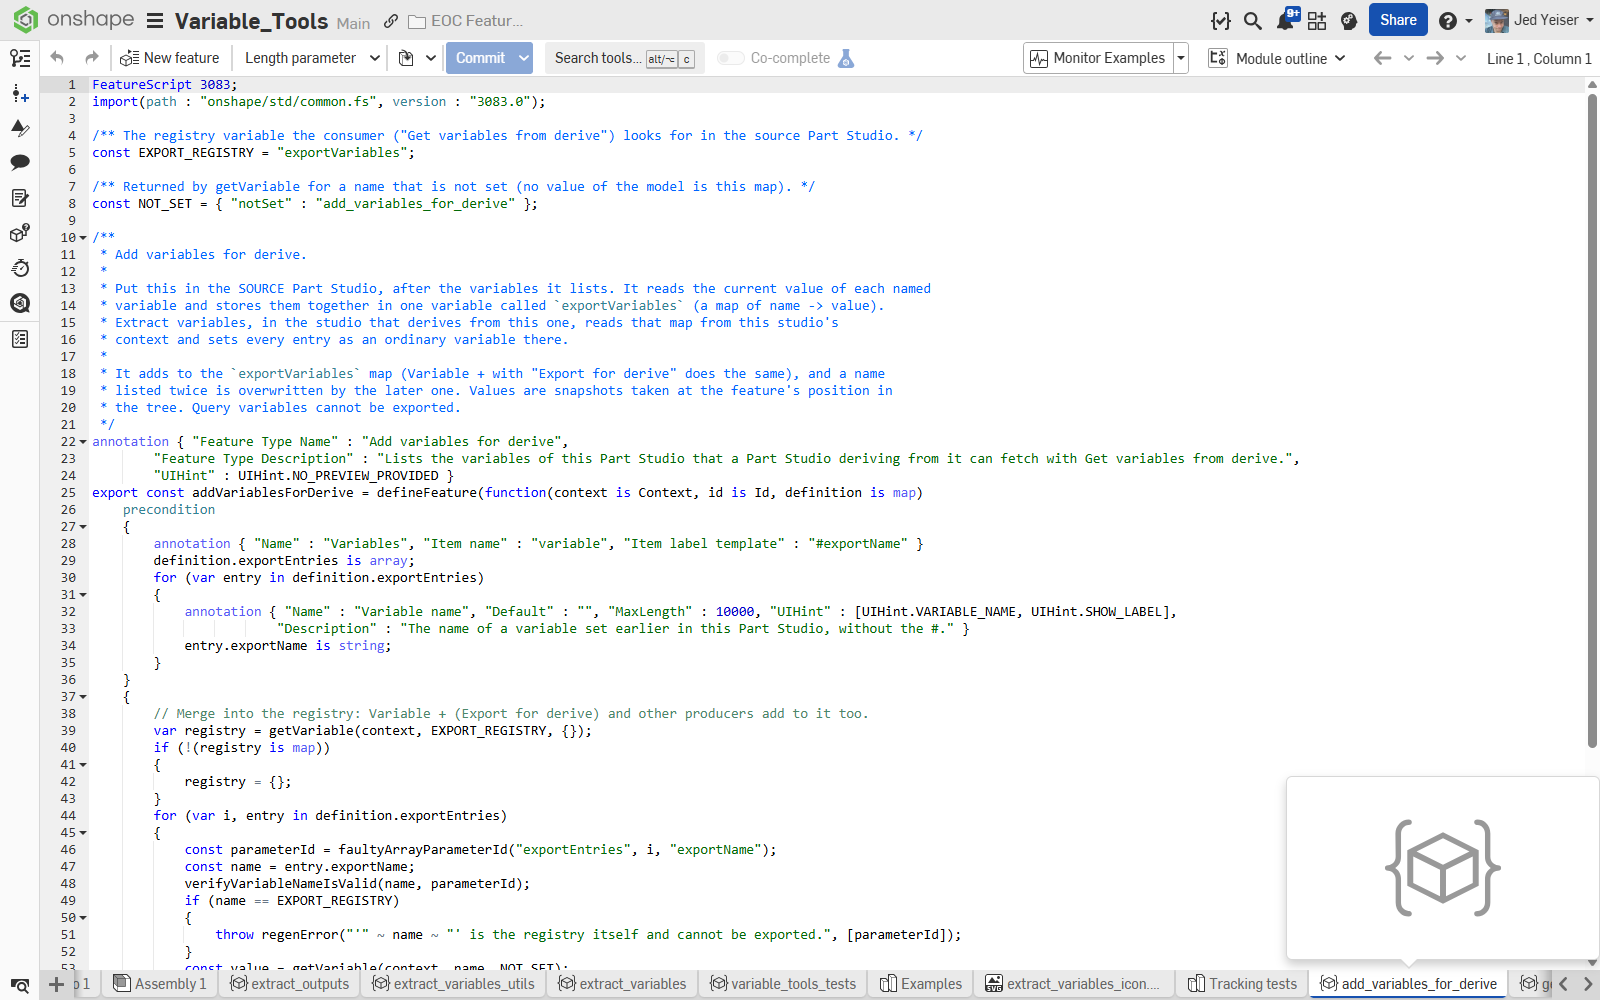 onshape Variable_Tools Main EOC Featur... 9+ Share Jed Yeiser
New feature Length parameter Commit Search tools... alt/⌥ c Co-complete Monitor Examples Module outline Line 1 , Column 1
1 FeatureScript 3083;
2 import(path : "onshape/std/common.fs", version : "3083.0");
3
4 /** The registry variable the consumer ("Get variables from derive") looks for in the source Part Studio. */
5 const EXPORT_REGISTRY = "exportVariables";
6
7 /** Returned by getVariable for a name that is not set (no value of the model is this map). */
8 const NOT_SET = { "notSet" : "add_variables_for_derive" };
9
10 /**
11 * Add variables for derive.
12 *
13 * Put this in the SOURCE Part Studio, after the variables it lists. It reads the current value of each named
14 * variable and stores them together in one variable called `exportVariables` (a map of name -> value).
15 * Extract variables, in the studio that derives from this one, reads that map from this studio's
16 * context and sets every entry as an ordinary variable there.
17 *
18 * It adds to the `exportVariables` map (Variable + with "Export for derive" does the same), and a name
19 * listed twice is overwritten by the later one. Values are snapshots taken at the feature's position in
20 * the tree. Query variables cannot be exported.
21 */
22 annotation { "Feature Type Name" : "Add variables for derive",
23 "Feature Type Description" : "Lists the variables of this Part Studio that a Part Studio deriving from it can fetch with Get variables from derive.",
24 "UIHint" : UIHint.NO_PREVIEW_PROVIDED }
25 export const addVariablesForDerive = defineFeature(function(context is Context, id is Id, definition is map)
26 precondition
27 {
28 annotation { "Name" : "Variables", "Item name" : "variable", "Item label template" : "#exportName" }
29 definition.exportEntries is array;
30 for (var entry in definition.exportEntries)
31 {
32 annotation { "Name" : "Variable name", "Default" : "", "MaxLength" : 10000, "UIHint" : [UIHint.VARIABLE_NAME, UIHint.SHOW_LABEL],
33 "Description" : "The name of a variable set earlier in this Part Studio, without the #." }
34 entry.exportName is string;
35 }
36 }
37 {
38 // Merge into the registry: Variable + (Export for derive) and other producers add to it too.
39 var registry = getVariable(context, EXPORT_REGISTRY, {});
40 if (!(registry is map))
41 {
42 registry = {};
43 }
44 for (var i, entry in definition.exportEntries)
45 {
46 const parameterId = faultyArrayParameterId("exportEntries", i, "exportName");
47 const name = entry.exportName;
48 verifyVariableNameIsValid(name, parameterId);
49 if (name == EXPORT_REGISTRY)
50 {
51 throw regenError("'" ~ name ~ "' is the registry itself and cannot be exported.", [parameterId]);
52 }
53 const value = getVariable(context, name, NOT_SET);
o 1 Assembly 1 extract_outputs extract_variables_utils extract_variables variable_tools_tests Examples SVG extract_variables_icon.... Tracking tests add_variables_for_derive